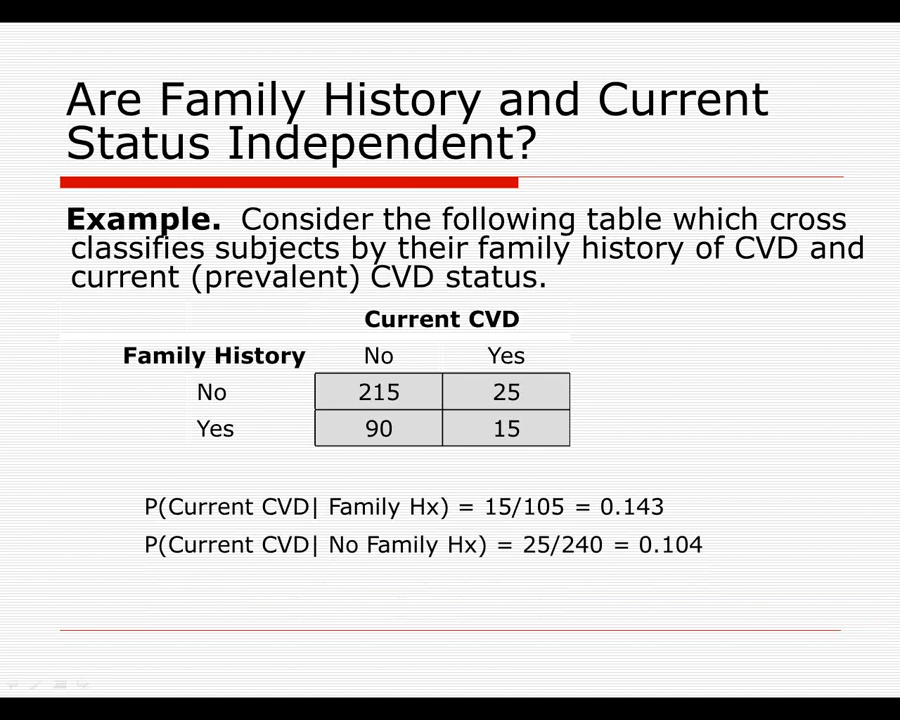 Are Family History and Current
Status Independent?
Example. Consider the following table which cross
classifies subjects by their family history of CVD and
current (prevalent) CVD status.
Current CVD
Family History No Yes
No 215 25
Yes 90 15
P(Current CVD| Family Hx) = 15/105 = 0.143
P(Current CVD| No Family Hx) = 25/240 = 0.104